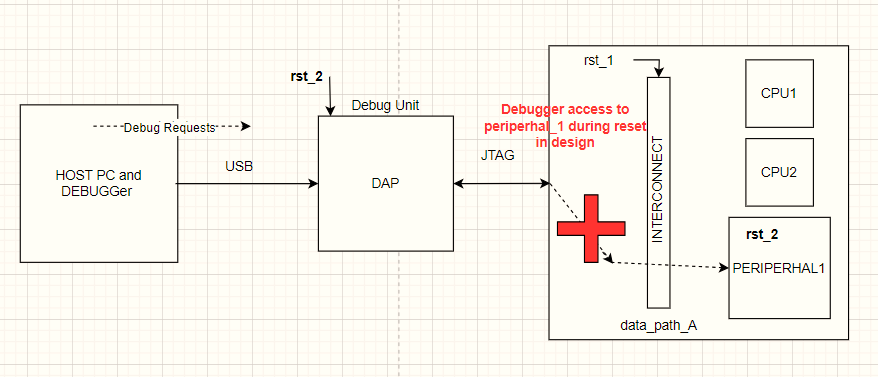 rst_1
rst_2
Debug Unit
CPU1
Debugger access to
periperhal_1 during reset
in design
Debug Requests
JTAG
USB
HOST PC and
DEBUGGer
DAP
INTERCONNECT
CPU2
rst_2
PERIPERHAL1
data_path_A